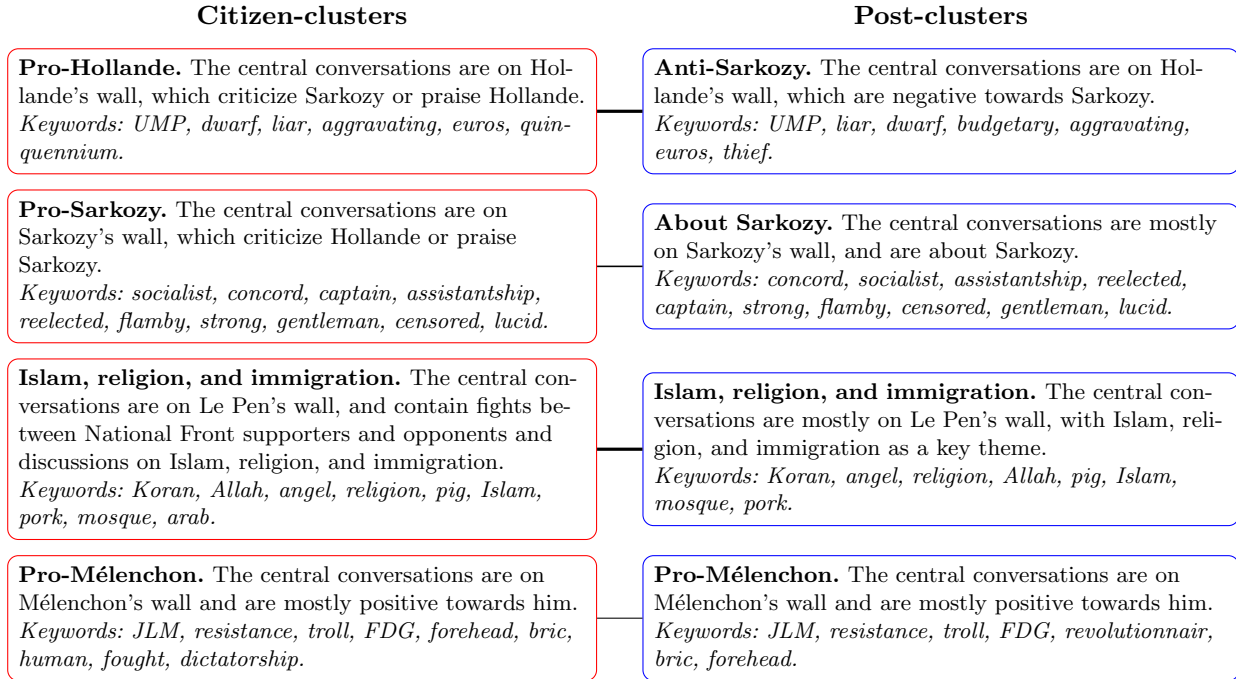 Citizen-clusters
Post-clusters
Pro-Hollande. The central conversations are on Hol-
lande's wall, which criticize Sarkozy or praise Hollande.
Keywords: UMP, dwarf, liar, aggravating, euros, quin-
quennium.
Anti-Sarkozy. The central conversations are on Hol-
lande's wall, which are negative towards Sarkozy.
Keywords: UMP, liar, dwarf, budgetary, aggravating,
euros, thief.
Pro-Sarkozy. The central conversations are on
Sarkozy's wall, which criticize Hollande or praise
Sarkozy.
Keywords: socialist, concord, captain, assistantship,
reelected, flamby, strong, gentleman, censored, lucid.
About Sarkozy. The central conversations are mostly
on Sarkozy's wall, and are about Sarkozy.
Keywords: concord, socialist, assistantship, reelected,
captain, strong, flamby, censored, gentleman, lucid.
Islam, religion, and immigration. The central con-
versations are on Le Pen's wall, and contain fights be-
tween National Front supporters and opponents and
discussions on Islam, religion, and immigration.
Keywords: Koran, Allah, angel, religion, pig, Islam,
pork, mosque, arab.
Islam, religion, and immigration. The central con-
versations are mostly on Le Pen's wall, with Islam, reli-
gion, and immigration as a key theme.
Keywords: Koran, angel, religion, Allah, pig, Islam,
mosque, pork.
Pro-Mélenchon. The central conversations are on
Mélenchon's wall and are mostly positive towards him.
Keywords: JLM, resistance, troll, FDG, forehead, bric,
human, fought, dictatorship.
Pro-Mélenchon. The central conversations are on
Mélenchon's wall and are mostly positive towards him.
Keywords: JLM, resistance, troll, FDG, revolutionnair,
bric, forehead.